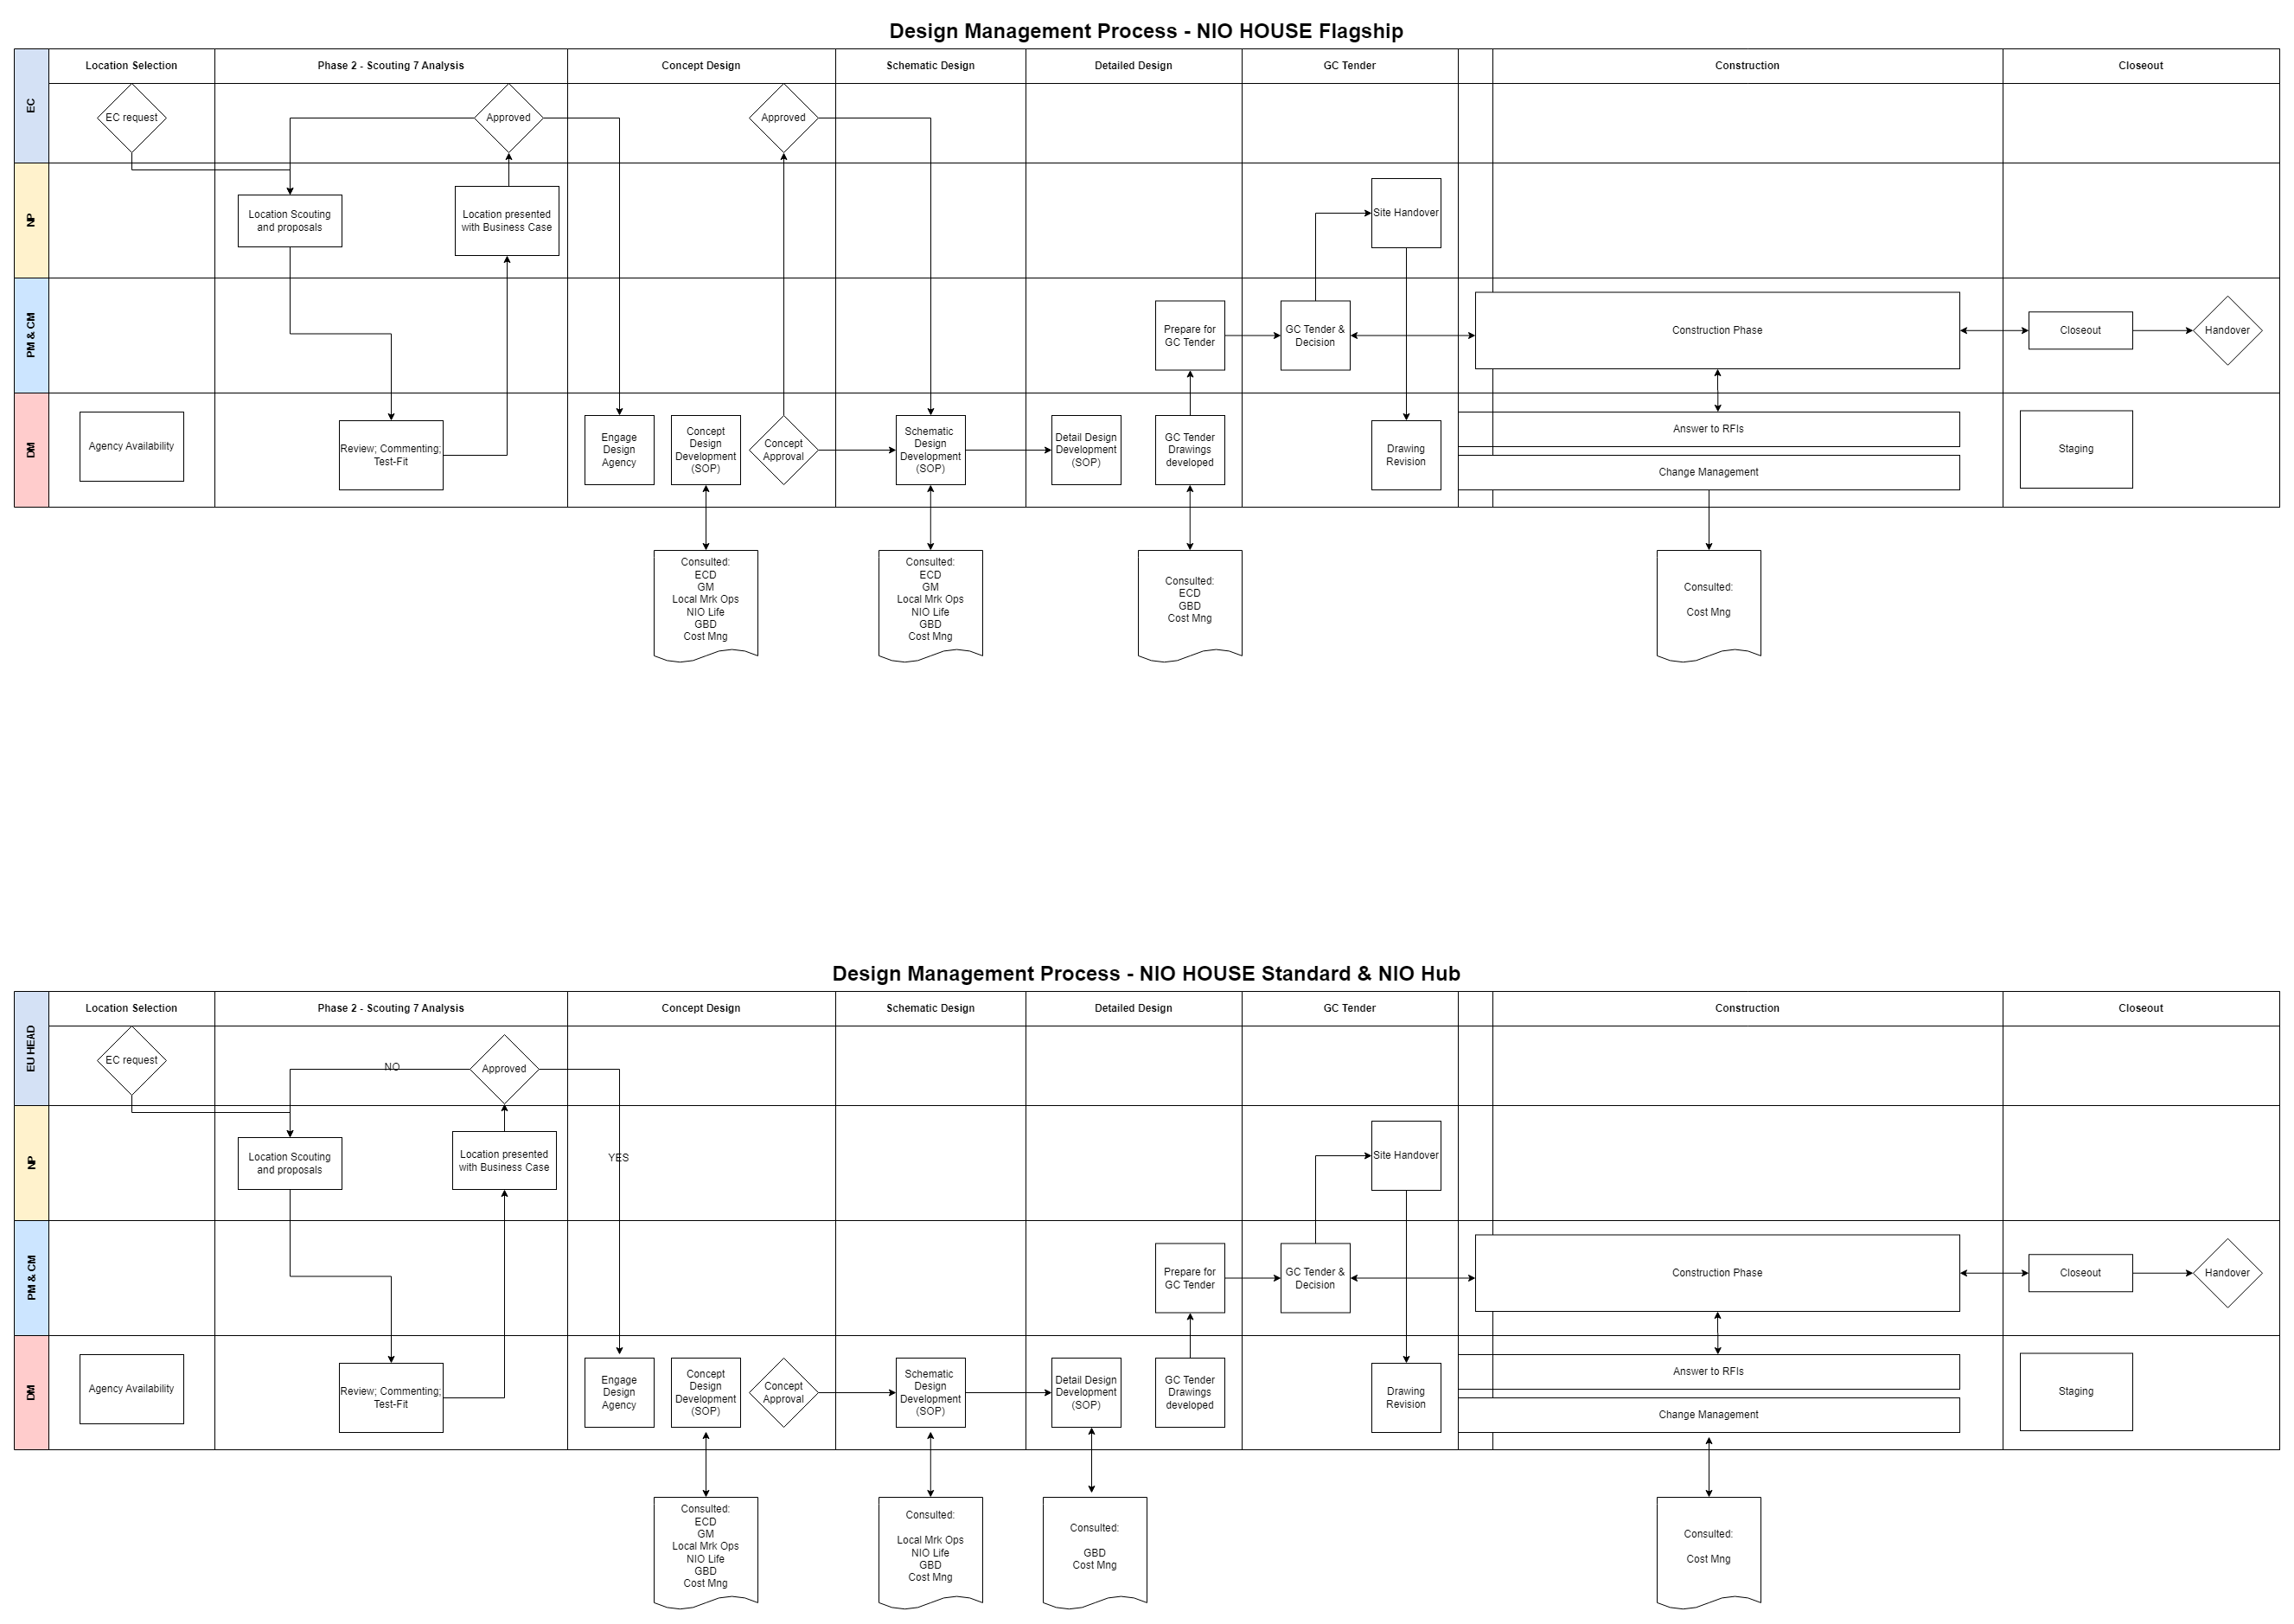 Design Management Process - NIO HOUSE Flagship
Location Selection
Phase 2 - Scouting 7 Analysis
Concept Design
Schematic Design
Detailed Design
GC Tender
Construction
Closeout
EC
EC request
Approved
Approved
NP
Location Scouting
and proposals
Location presented
with Business Case
Site Handover
PM & CM
Prepare for
GC Tender
GC Tender &
Decision
Construction Phase
Closeout
Handover
DM
Agency Availability
Review; Commenting;
Test-Fit
Engage
Design
Agency
Concept
Design
Development
(SOP)
Concept
Approval
Schematic
Design
Development
(SOP)
Detail Design
Development
(SOP)
GC Tender
Drawings
developed
Drawing
Revision
Answer to RFIs
Change Management
Staging
Consulted:
ECD
GM
Local Mrk Ops
NIO Life
GBD
Cost Mng
Consulted:
ECD
GM
Local Mrk Ops
NIO Life
GBD
Cost Mng
Consulted:
ECD
GBD
Cost Mng
Consulted:
Cost Mng
Design Management Process - NIO HOUSE Standard & NIO Hub
Location Selection
Phase 2 - Scouting 7 Analysis
Concept Design
Schematic Design
Detailed Design
GC Tender
Construction
Closeout
EU HEAD
EC request
NO
Approved
NP
Location Scouting
and proposals
Location presented
with Business Case
YES
Site Handover
PM & CM
Prepare for
GC Tender
GC Tender &
Decision
Construction Phase
Closeout
Handover
DM
Agency Availability
Review; Commenting;
Test-Fit
Engage
Design
Agency
Concept
Design
Development
(SOP)
Concept
Approval
Schematic
Design
Development
(SOP)
Detail Design
Development
(SOP)
GC Tender
Drawings
developed
Drawing
Revision
Answer to RFIs
Change Management
Staging
Consulted:
ECD
GM
Local Mrk Ops
NIO Life
GBD
Cost Mng
Consulted:
Local Mrk Ops
NIO Life
GBD
Cost Mng
Consulted:
GBD
Cost Mng
Consulted:
Cost Mng